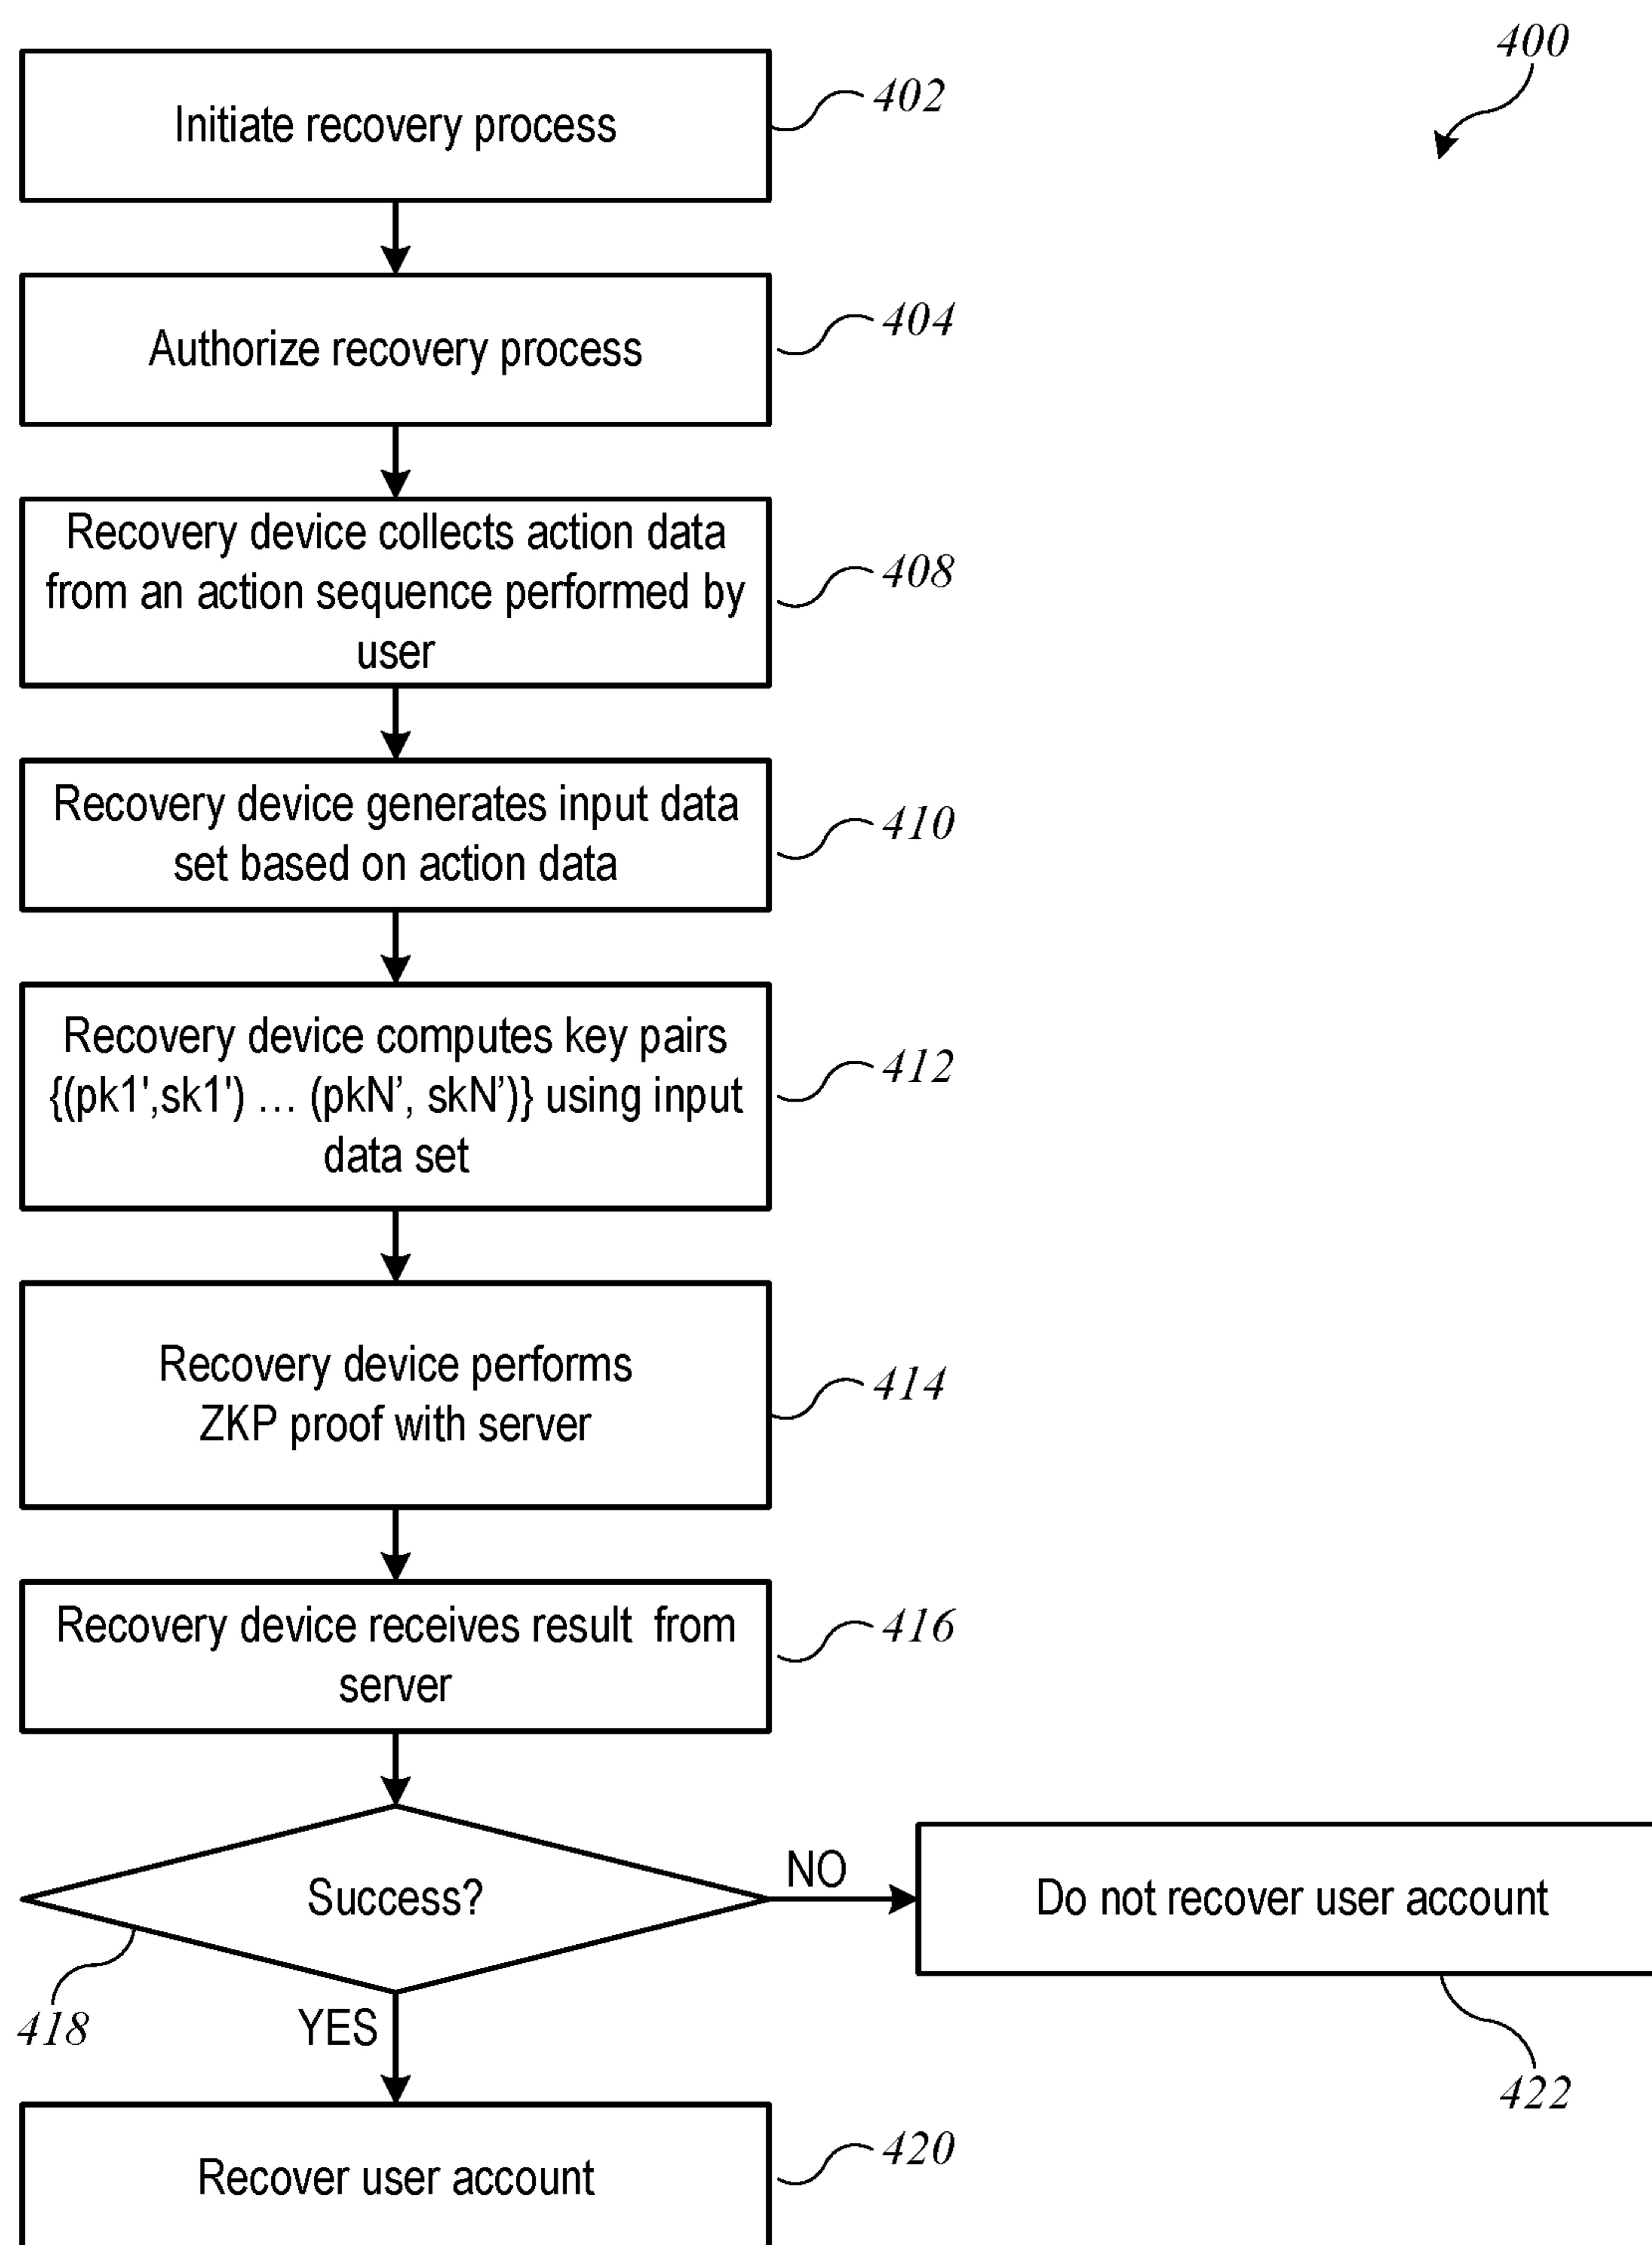 400
Initiate recovery process
402
Authorize recovery process
404
Recovery device collects action data
from an action sequence performed by
user
408
Recovery device generates input data
set based on action data
410
Recovery device computes key pairs
{(pk1',sk1') … (pkN’, skN’)} using input
data set
412
Recovery device performs
ZKP proof with server
414
Recovery device receives result from
server
416
Success?
418
NO
Do not recover user account
422
YES
Recover user account
420